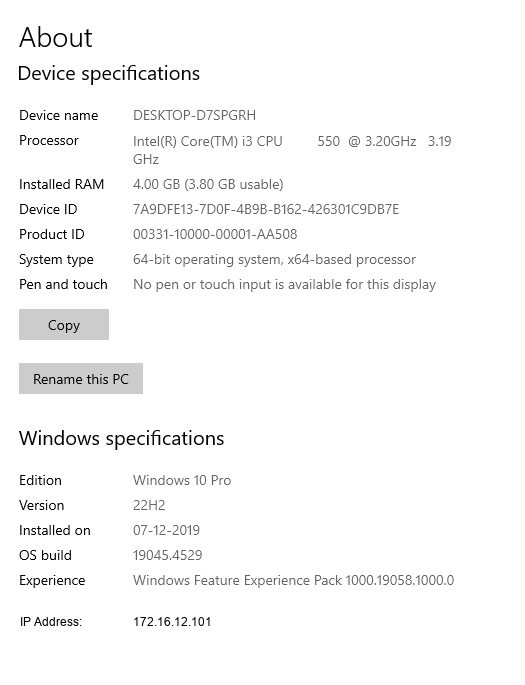 About
Device specifications
Device name DESKTOP-D7SPGRH
Processor Intel(R) Core(TM) i3 CPU 550 @ 3.20GHz 3.19
GHz
Installed RAM 4.00 GB (3.80 GB usable)
Device ID 7A9DFE13-7D0F-4B9B-B162-426301C9DB7E
Product ID 00331-10000-00001-AA508
System type 64-bit operating system, x64-based processor
Pen and touch No pen or touch input is available for this display
Copy
Rename this PC
Windows specifications
Edition Windows 10 Pro
Version 22H2
Installed on 07-12-2019
OS build 19045.4529
Experience Windows Feature Experience Pack 1000.19058.1000.0
IP Address: 172.16.12.101